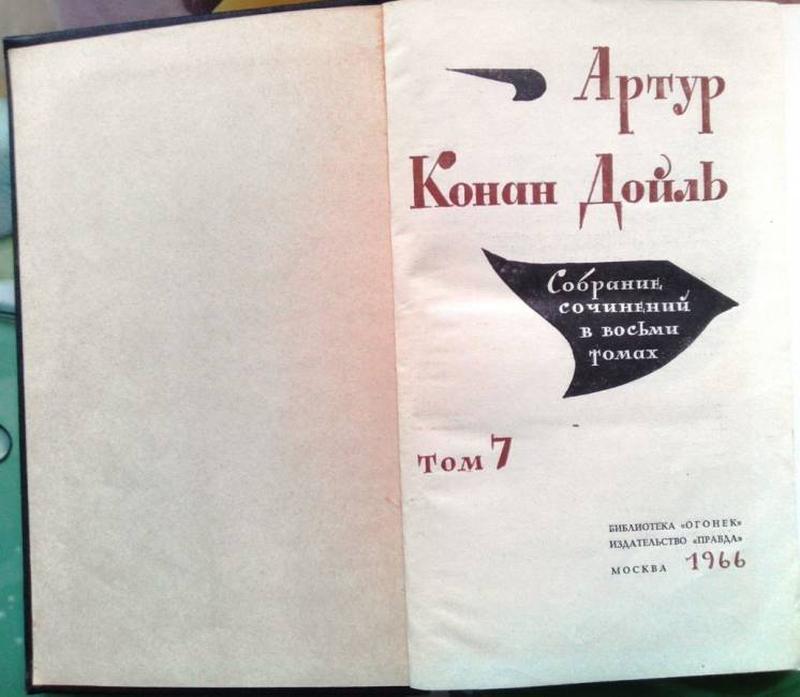 Артур
Конан Дойль
Собрание
сочинений
в восьми
томах
том 7
БИБЛИОТЕКА «ОГОНЕК»
ИЗДАТЕЛЬСТВО «ПРАВДА»
МОСКВА 1966